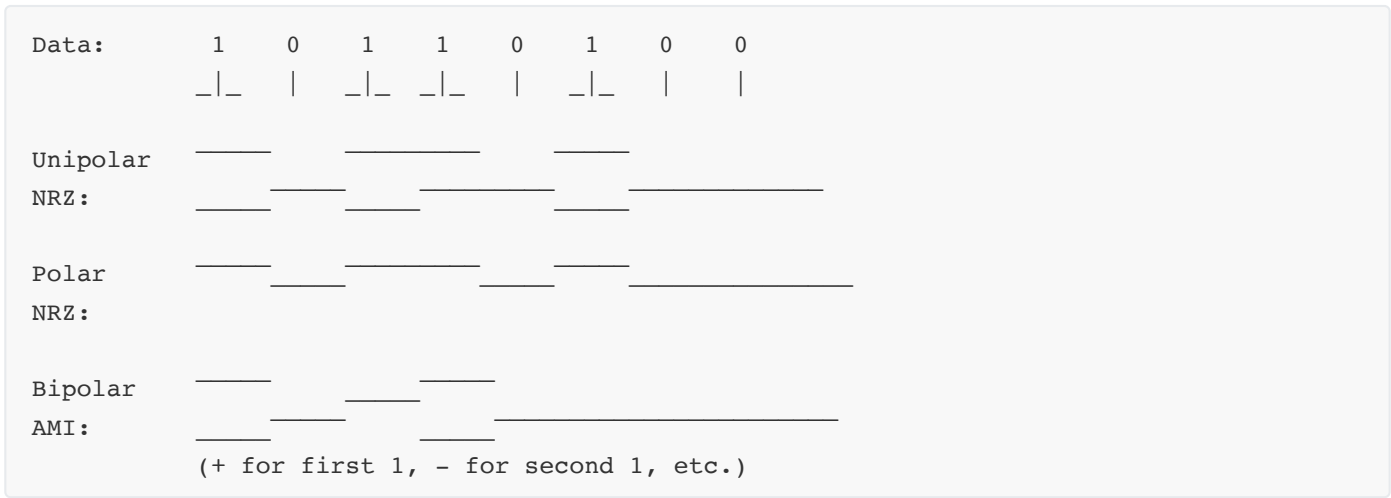 Data: 1 0 1 1 0 1 0 0
_|_ | _|_ _|_ | _|_ | |
Unipolar
NRZ:
Polar
NRZ:
Bipolar
AMI:
(+ for first 1, - for second 1, etc.)